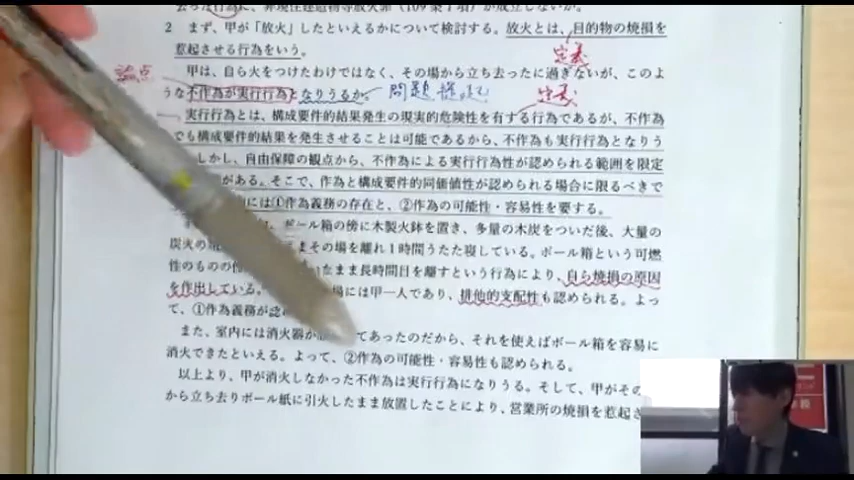 2 まず、甲が「放火」したといえるかについて検討する。放火とは、目的物の焼損を
惹起させる行為をいう。
定義
論点
甲は、自ら火をつけたわけではなく、その場から立ち去ったに過ぎないが、このよ
うな不作為が実行行為となりうるか。
問題提起
定義
実行行為とは、構成要件的結果発生の現実的危険性を有する行為であるが、不作為
でも構成要件的結果を発生させることは可能であるから、不作為も実行行為となりう
しかし、自由保障の観点から、不作為による実行行為性が認められる範囲を限定
がある。そこで、作為と構成要件的同価値性が認められる場合に限るべきで
には①作為義務の存在と、②作為の可能性・容易性を要する。
ボール箱の傍に木製火鉢を置き、多量の木炭をついだ後、大量の
炭火の
まその場を離れ1時間うたた寝している。ボール箱という可燃
性のものの
たまま長時間目を離すという行為により、自ら焼損の原因
を作出している。
場には甲一人であり、排他的支配性も認められる。よっ
て、①作為義務が認
また、室内には消火器が
てあったのだから、それを使えばボール箱を容易に
消火できたといえる。よって、②作為の可能性・容易性も認められる。
以上より、甲が消火しなかった不作為は実行行為になりうる。そして、甲がその
から立ち去りボール紙に引火したまま放置したことにより、営業所の焼損を惹起さ